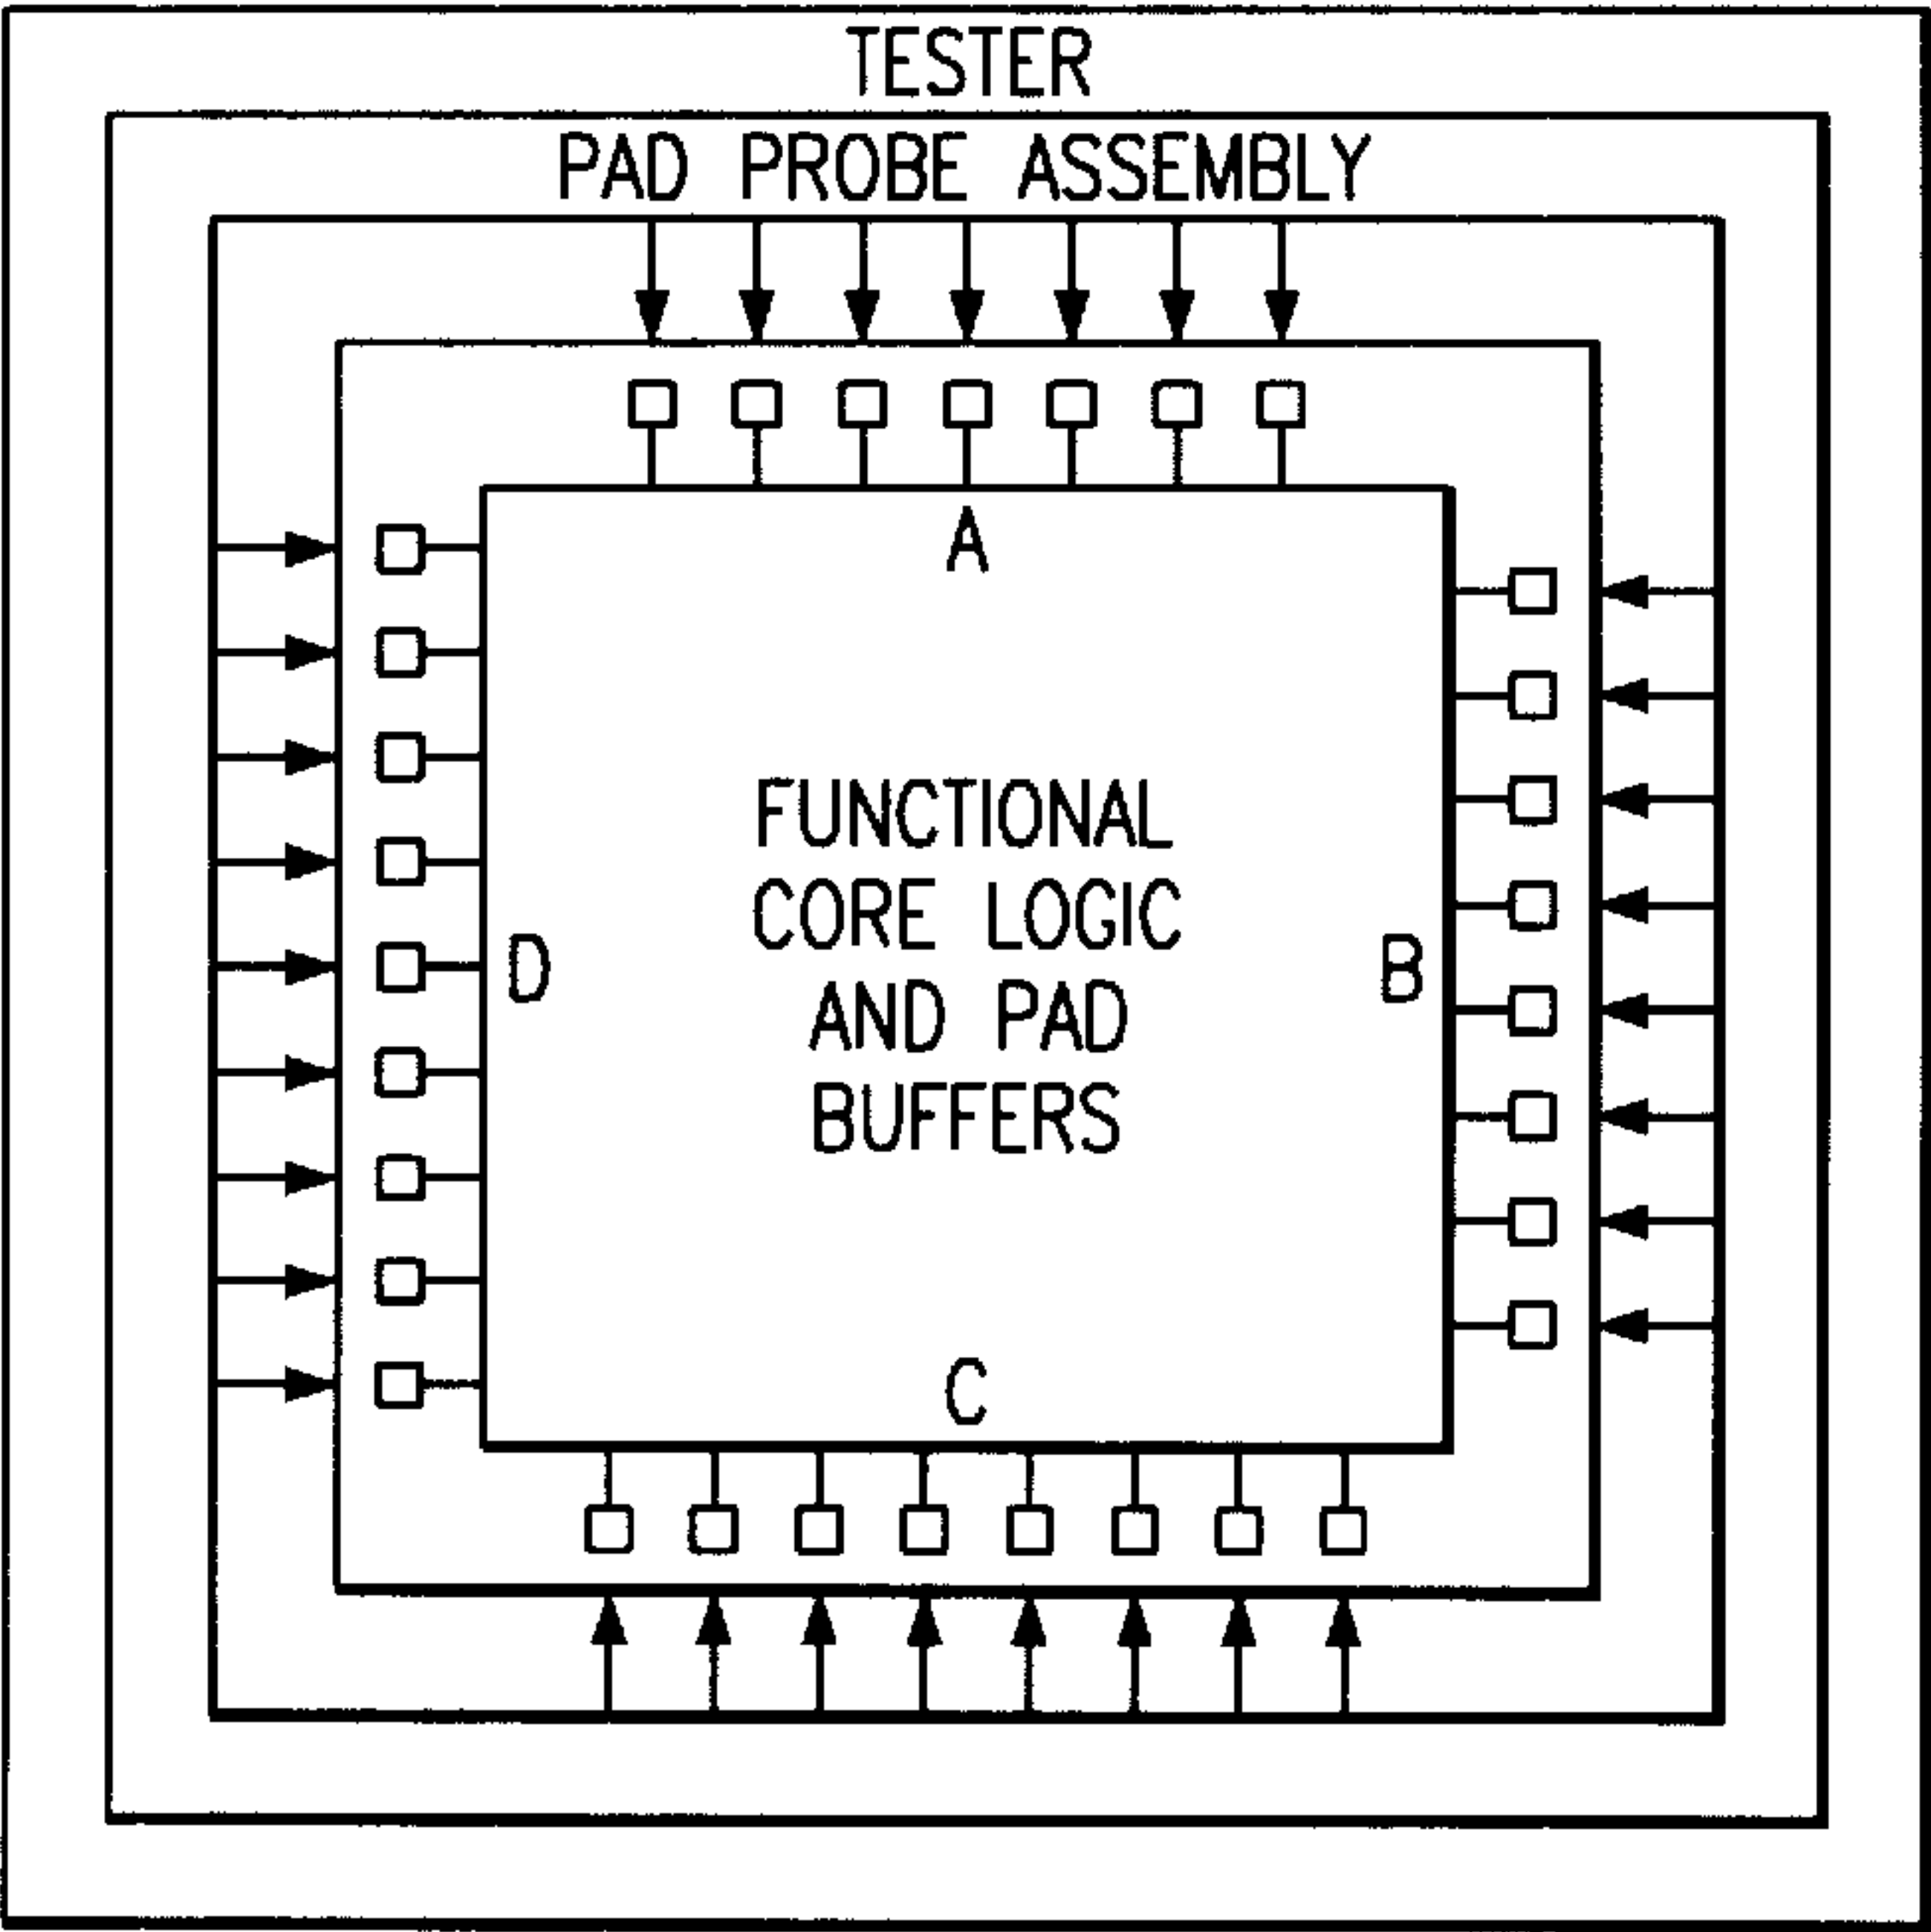 TESTER
PAD PROBE ASSEMBLY
A
FUNCTIONAL
CORE LOGIC
D
B
AND PAD
BUFFERS
C